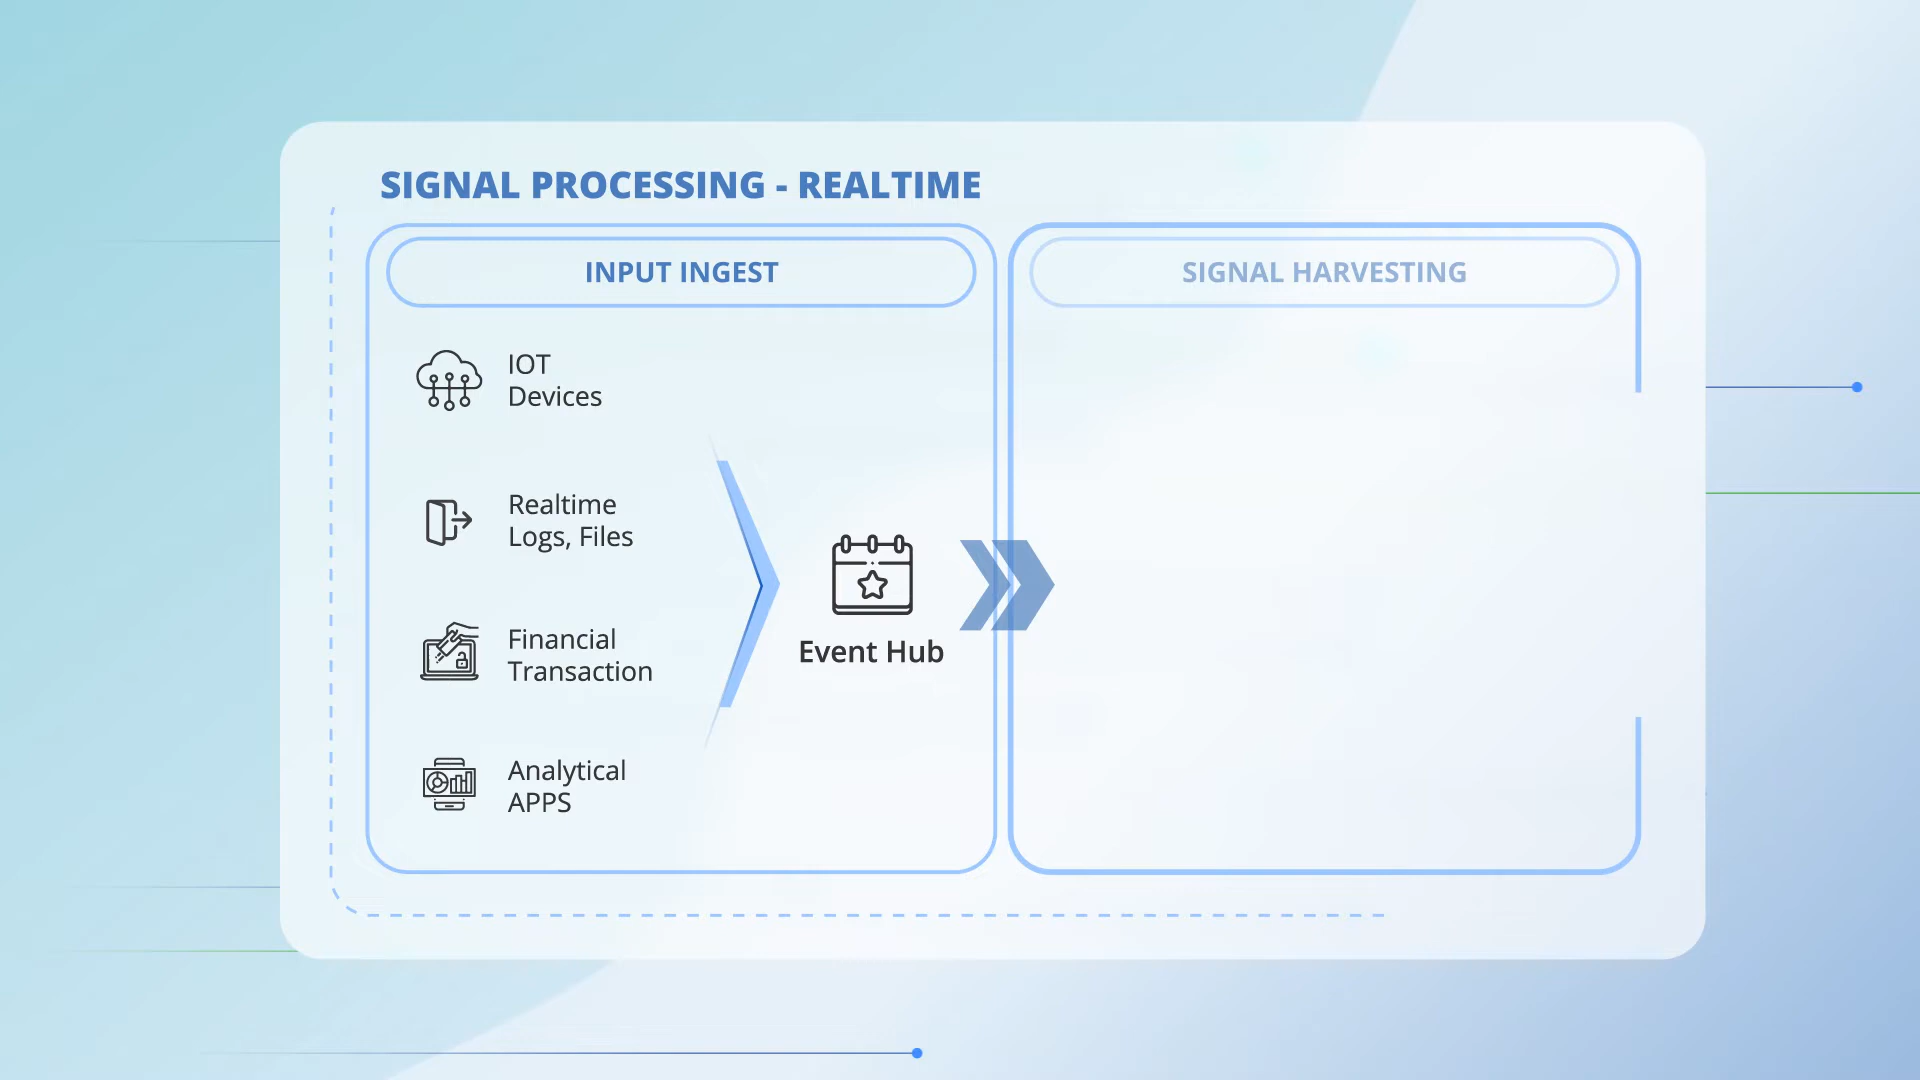 SIGNAL PROCESSING - REALTIME
INPUT INGEST
IOT
Devices
Realtime
Logs, Files
Financial
Transaction
Analytical
APPS
Event Hub
SIGNAL HARVESTING